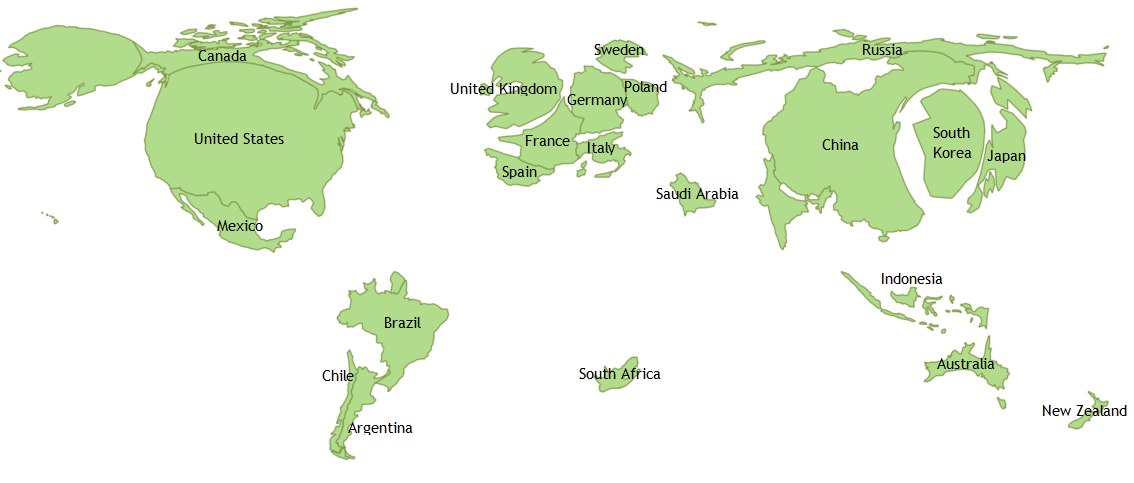 Canada
Sweden
Russia
United Kingdom
Poland
Germany
United States
France
Italy
China
South
Korea
Japan
Spain
Saudi Arabia
Mexico
Indonesia
Brazil
Chile
South Africa
Australia
New Zealand
Argentina